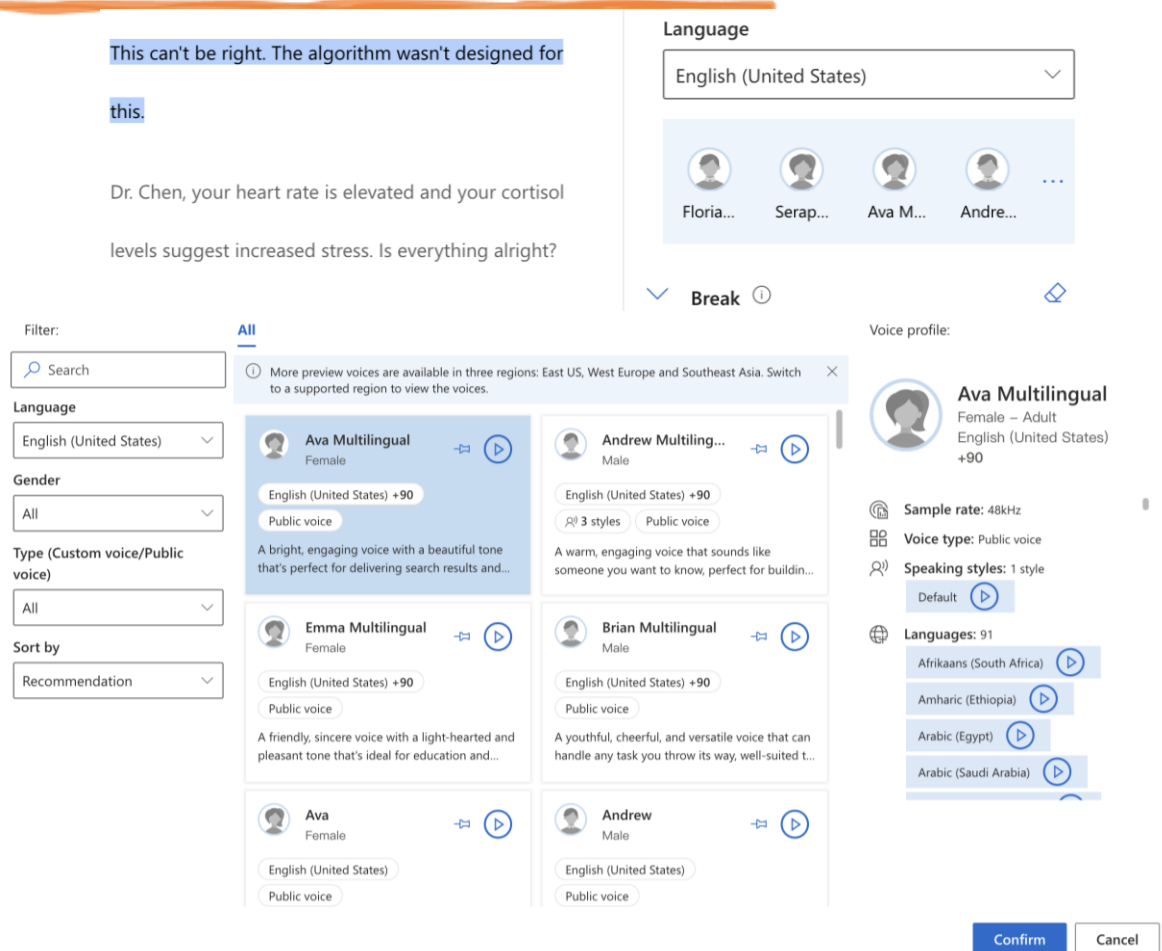 This can't be right. The algorithm wasn't designed for
this.
Dr. Chen, your heart rate is elevated and your cortisol
levels suggest increased stress. Is everything alright?
Language
English (United States)
Floria...
Serap...
Ava M...
Andre...
...
Break
Filter:
Search
Language
English (United States)
Gender
All
Type (Custom voice/Public
voice)
All
Sort by
Recommendation
All
More preview voices are available in three regions: East US, West Europe and Southeast Asia. Switch
to a supported region to view the voices.
Ava Multilingual
Female
English (United States) +90
Public voice
A bright, engaging voice with a beautiful tone
that's perfect for delivering search results and...
Andrew Multiling...
Male
English (United States) +90
3 styles
Public voice
A warm, engaging voice that sounds like
someone you want to know, perfect for buildin...
Emma Multilingual
Female
English (United States) +90
Public voice
A friendly, sincere voice with a light-hearted and
pleasant tone that's ideal for education and...
Brian Multilingual
Male
English (United States) +90
Public voice
A youthful, cheerful, and versatile voice that can
handle any task you throw its way, well-suited t...
Ava
Female
English (United States)
Public voice
Andrew
Male
English (United States)
Public voice
Voice profile:
Ava Multilingual
Female – Adult
English (United States)
+90
Sample rate: 48kHz
Voice type: Public voice
Speaking styles: 1 style
Default
Languages: 91
Afrikaans (South Africa)
Amharic (Ethiopia)
Arabic (Egypt)
Arabic (Saudi Arabia)
Confirm
Cancel